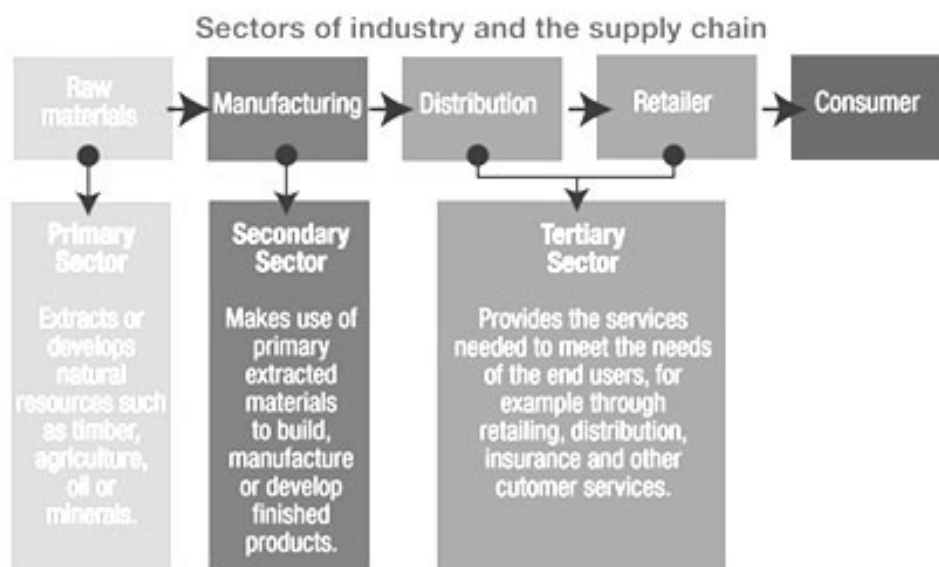 Sectors of industry and the supply chain
Raw
materials
Manufacturing
Distribution
Retailer
Consumer
Primary
Sector
Extracts or
develops
natural
resources such
as timber,
agriculture,
oil or
minerals.
Secondary
Sector
Makes use of
primary
extracted
materials
to build,
manufacture
or develop
finished
products.
Tertiary
Sector
Provides the services
needed to meet the needs
of the end users, for
example through
retailing, distribution,
insurance and other
cutomer services.